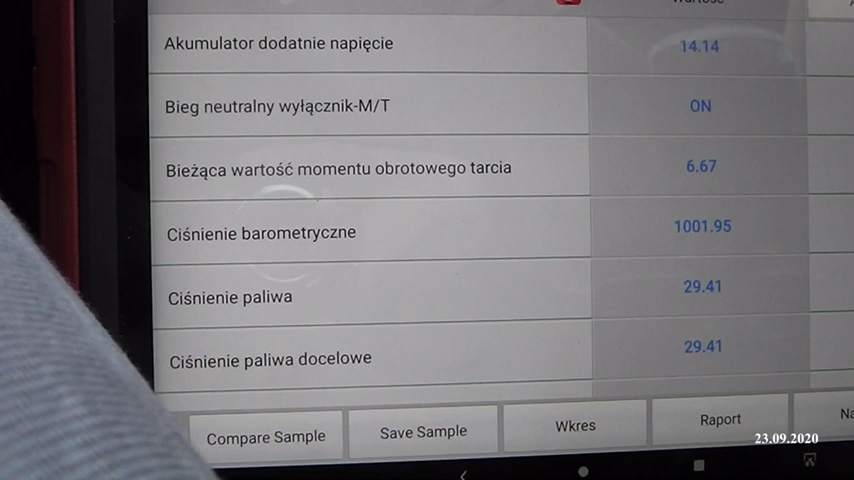 Wartość
Akumulator dodatnie napięcie 14.14
Bieg neutralny wyłącznik-M/T ON
Bieżąca wartość momentu obrotowego tarcia 6.67
Ciśnienie barometryczne 1001.95
Ciśnienie paliwa 29.41
Ciśnienie paliwa docelowe 29.41
Compare Sample Save Sample Wkres Raport Na
23.09.2020